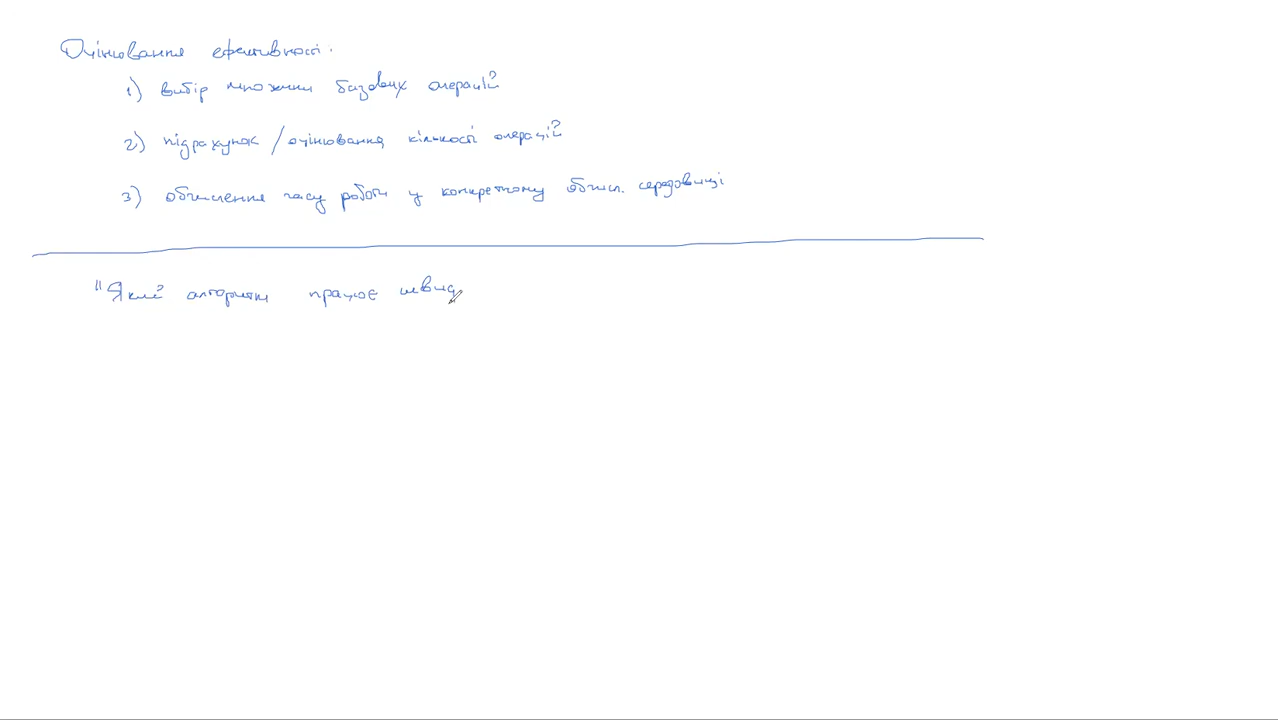 Оцінювання ефективності.
1) вибір множини базових операцій
2) підрахунок / оцінювання кількості операцій
3) обчислення часу роботи у конкретному обчисл. середовищі
"Який алгоритм працює швид